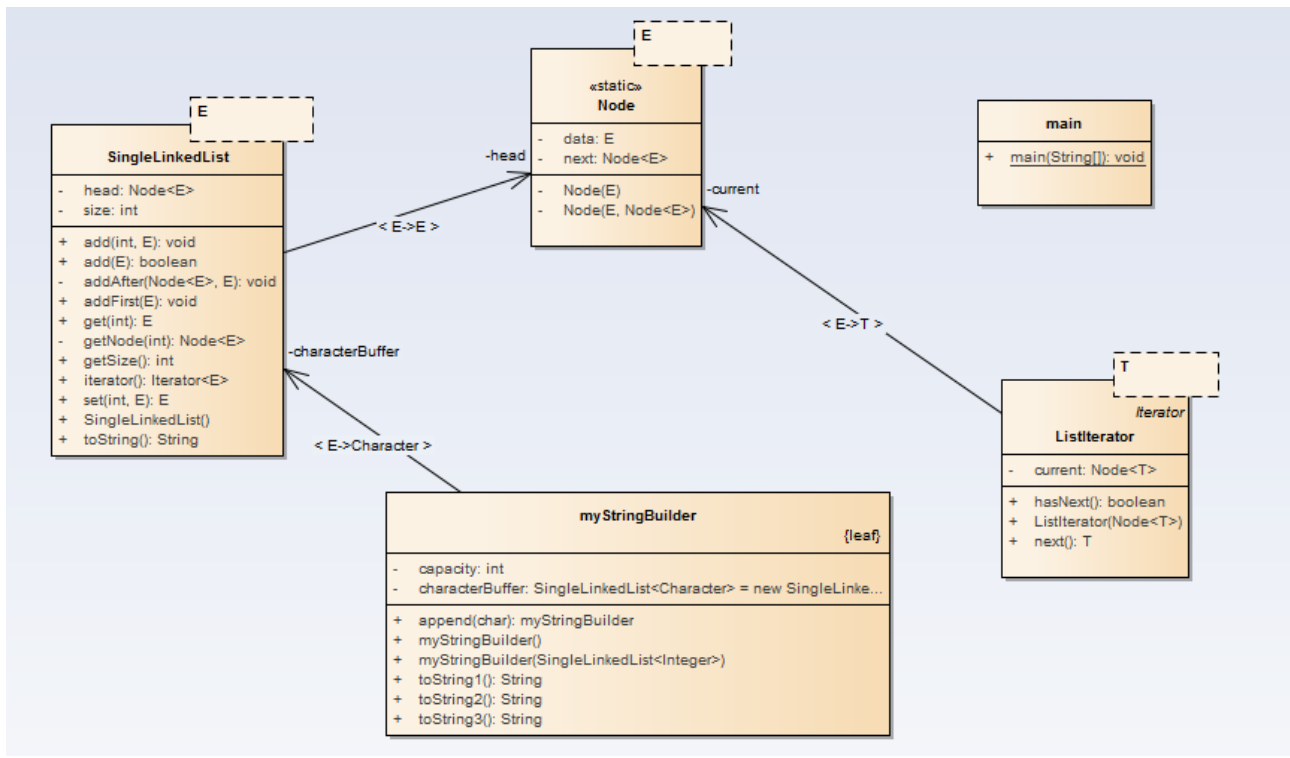 E
SingleLinkedList
- head: Node<E>
- size: int
+ add(int, E): void
+ add(E): boolean
- addAfter(Node<E>, E): void
+ addFirst(E): void
+ get(int): E
- getNode(int): Node<E>
+ getSize(): int
+ iterator(): Iterator<E>
+ set(int, E): E
+ SingleLinkedList()
+ toString(): String
-head
< E->E >
E
«static»
Node
- data: E
- next: Node<E>
- Node(E)
- Node(E, Node<E>)
-current
< E->T >
main
+ main(String[]): void
T
Iterator
ListIterator
- current: Node<T>
+ hasNext(): boolean
+ ListIterator(Node<T>)
+ next(): T
-characterBuffer
< E->Character >
myStringBuilder
{leaf}
- capacity: int
- characterBuffer: SingleLinkedList<Character> = new SingleLinke...
+ append(char): myStringBuilder
+ myStringBuilder()
+ myStringBuilder(SingleLinkedList<Integer>)
+ toString1(): String
+ toString2(): String
+ toString3(): String